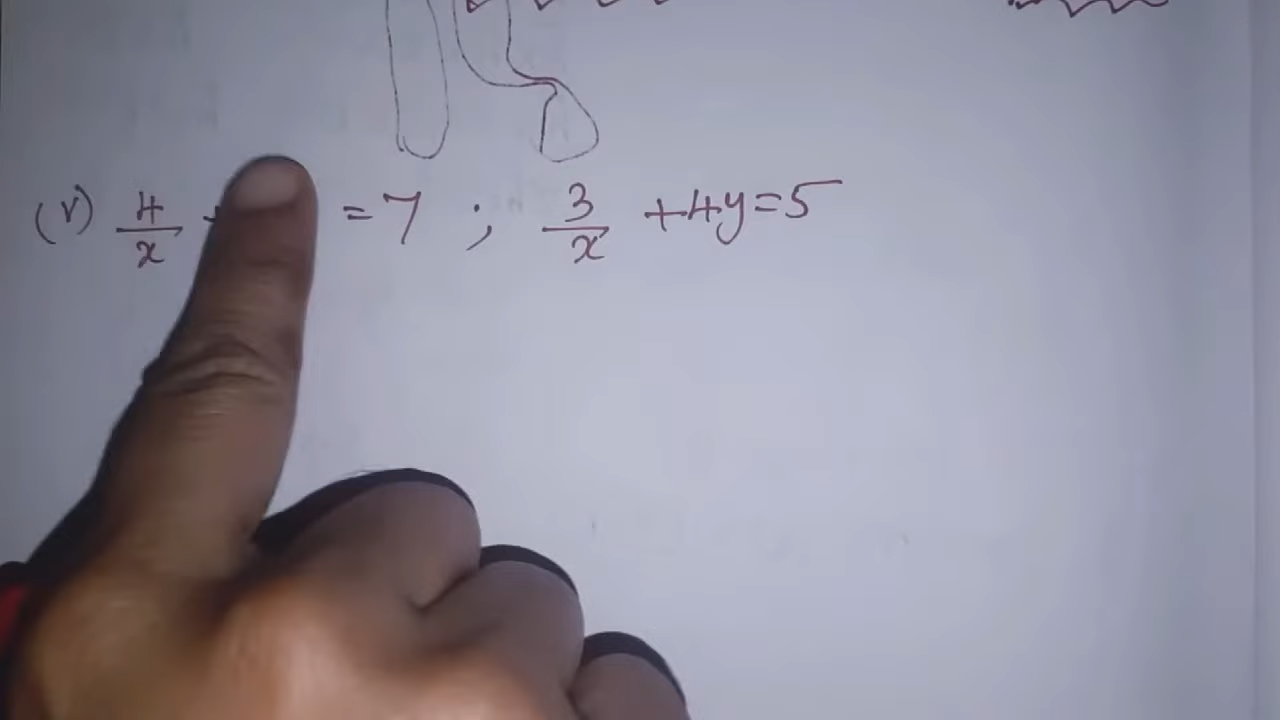 (v) 4/x + = 7 ; 3/x + 4y = 5